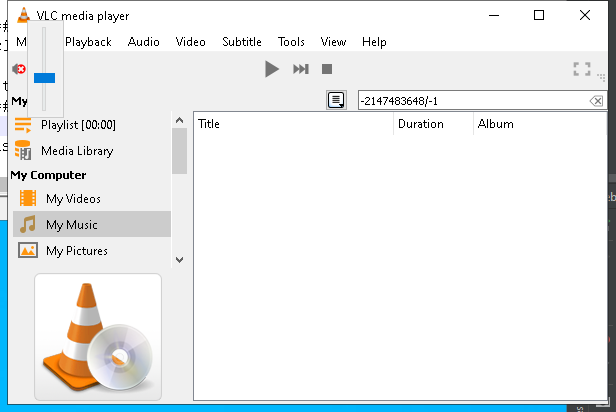 VLC media player
Playback Audio Video Subtitle Tools View Help
-2147483648/-1
Playlist [00:00]
Media Library
My Computer
My Videos
My Music
My Pictures
Title Duration Album